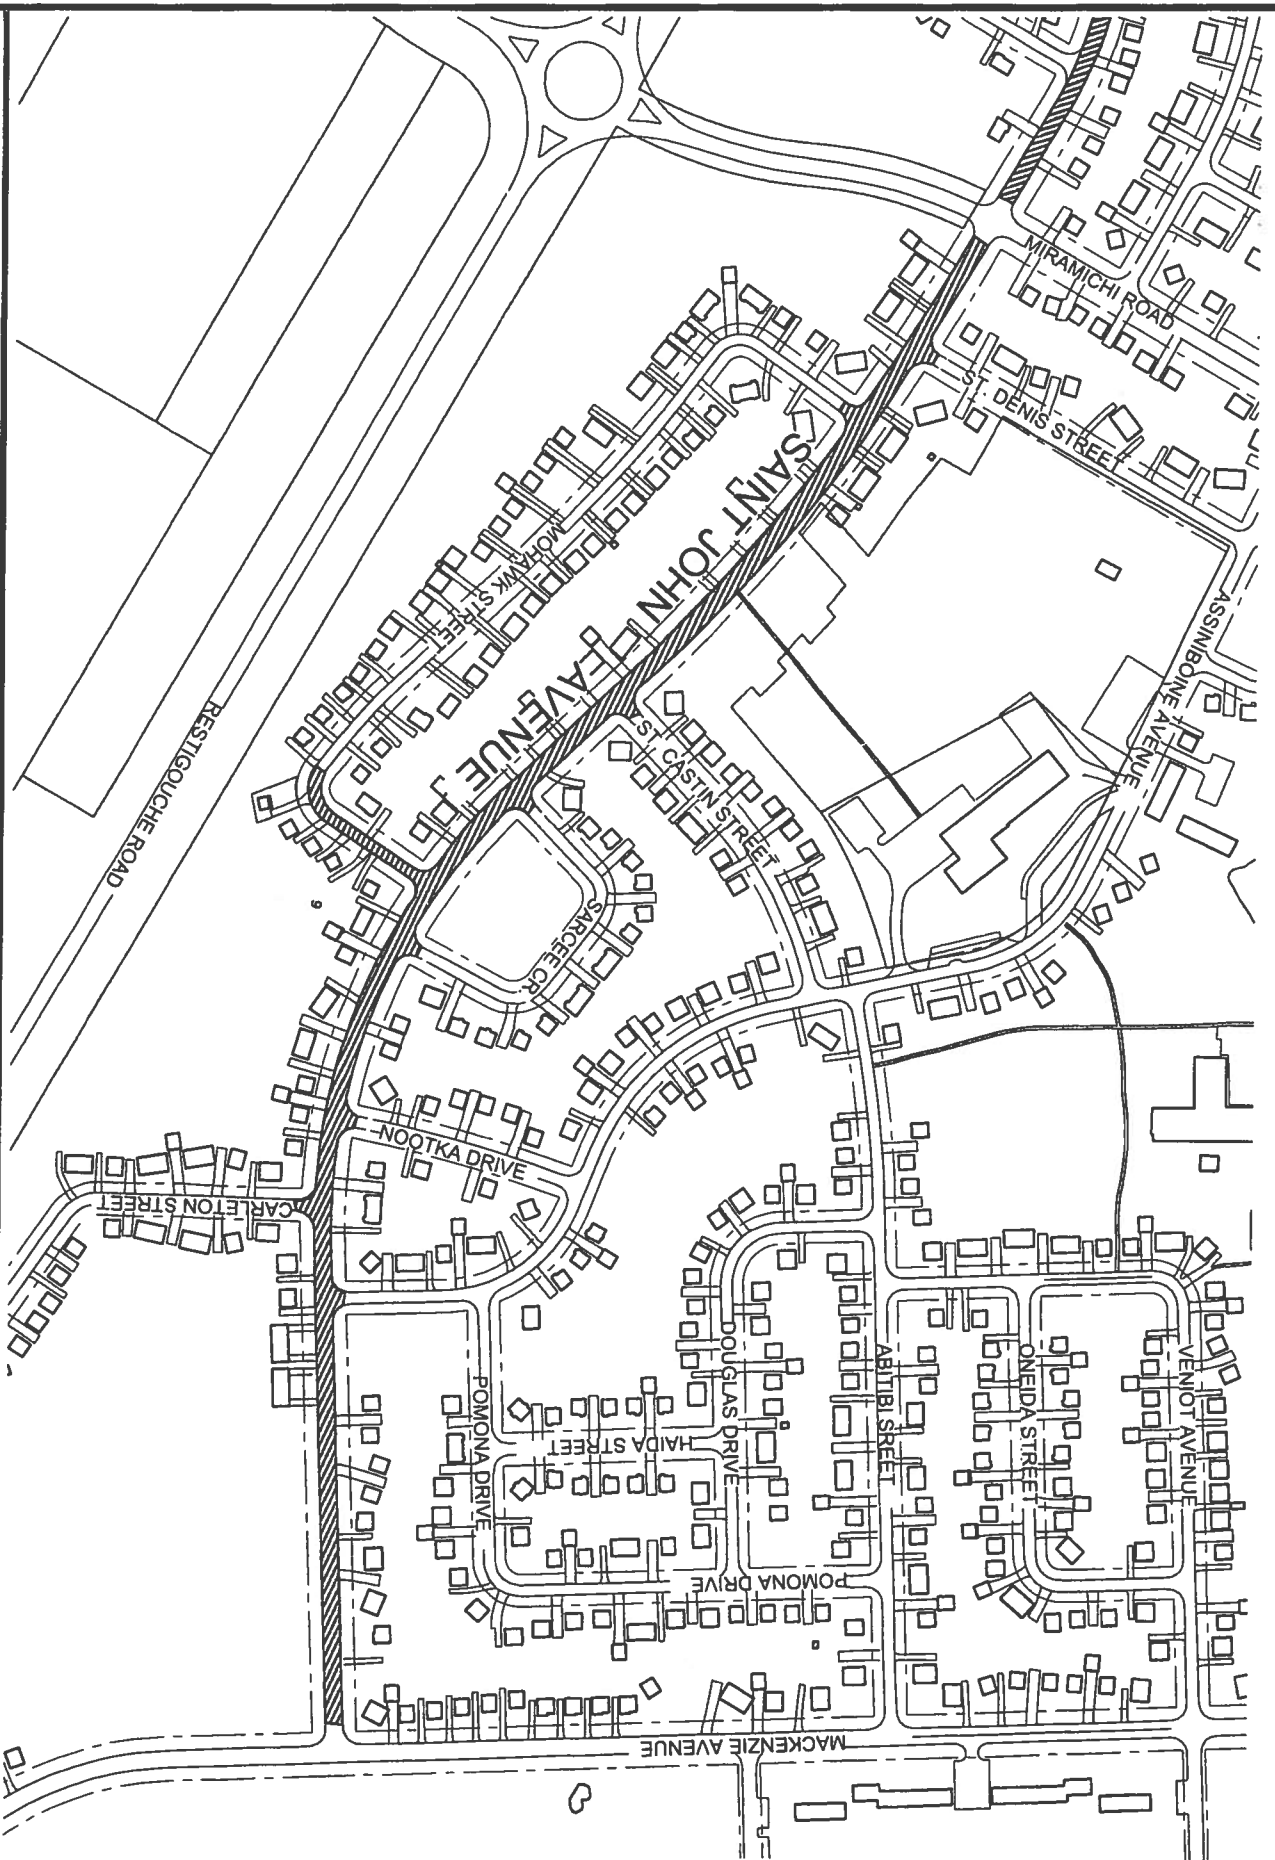 MIRAMICHI ROAD
ST. DENIS STREET
SAINT JOHN AVENUE
MOHAWK STREET
ASSINIBOINE AVENUE
ST. CASTIN STREET
RESTIGOUCHE ROAD
SARCEE CR
9
NOOTKA DRIVE
CARLETON STREET
DOUGLAS DRIVE
ABITIBI SREET
ONEIDA STREET
VENIOT AVENUE
POMONA DRIVE
HAIDA STREET
POMONA DRIVE
MACKENZIE AVENUE